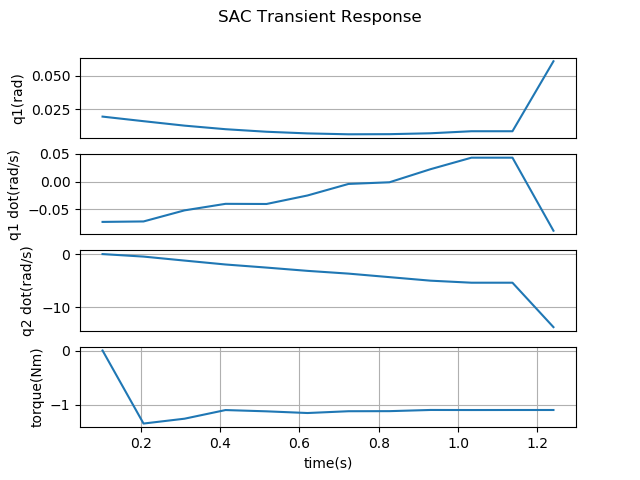 SAC Transient Response
q1(rad)
0.050
0.025
q1 dot(rad/s)
0.05
0.00
−0.05
q2 dot(rad/s)
0
−10
torque(Nm)
0
−1
0.2 0.4 0.6 0.8 1.0 1.2
time(s)